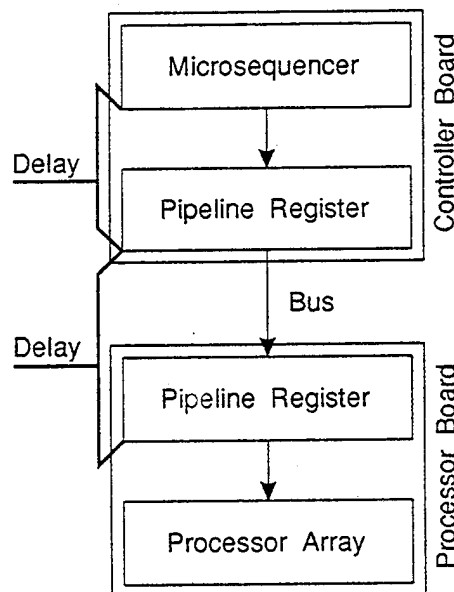 Microsequencer
Controller Board
Delay
Pipeline Register
Bus
Delay
Pipeline Register
Processor Board
Processor Array